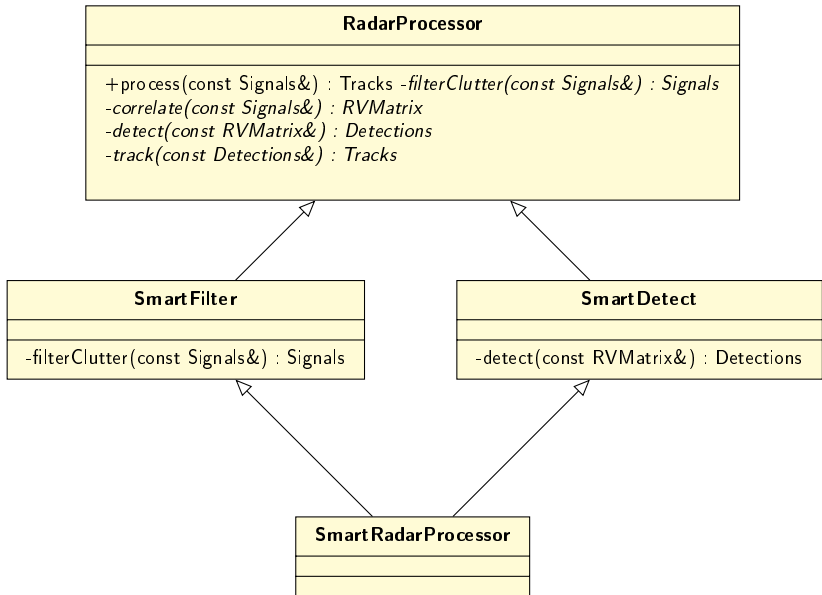 RadarProcessor
+process(const Signals&) : Tracks -filterClutter(const Signals&) : Signals
-correlate(const Signals&) : RVMatrix
-detect(const RVMatrix&) : Detections
-track(const Detections&) : Tracks
SmartFilter
-filterClutter(const Signals&) : Signals
SmartDetect
-detect(const RVMatrix&) : Detections
SmartRadarProcessor